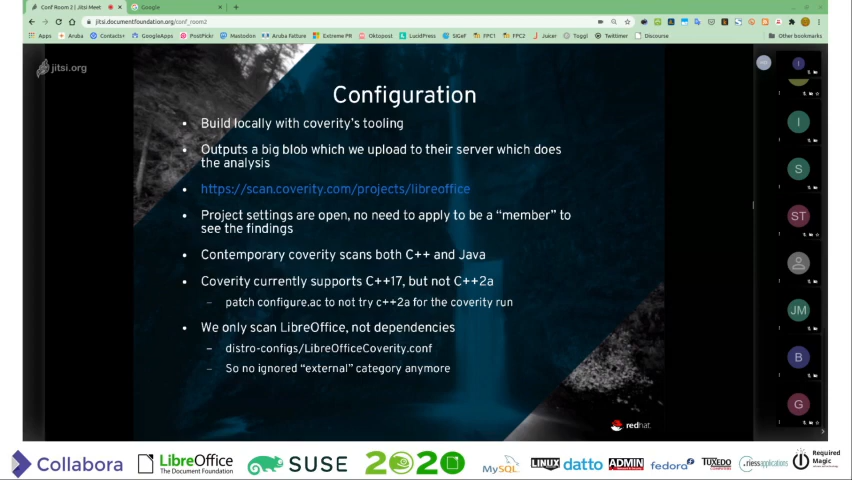 Conf Room 2 | Jitsi Meet
Google
jitsi.documentfoundation.org/conf_room2
Apps
Aruba
Contacts+
GoogleApps
PostPickr
Mastodon
Aruba Fatture
Extreme PR
Oktopost
LucidPress
SIGeF
FPC1
FPC2
Juicer
Toggl
Twittimer
Discourse
Other bookmarks
jitsi.org
Configuration
• Build locally with coverity's tooling
• Outputs a big blob which we upload to their server which does
the analysis
• https://scan.coverity.com/projects/libreoffice
• Project settings are open, no need to apply to be a “member” to
see the findings
• Contemporary coverity scans both C++ and Java
• Coverity currently supports C++17, but not C++2a
– patch configure.ac to not try c++2a for the coverity run
• We only scan LibreOffice, not dependencies
– distro-configs/LibreOfficeCoverity.conf
– So no ignored “external” category anymore
redhat.
I
I
S
ST
JM
B
G
Collabora
LibreOffice
The Document Foundation
SUSE
2020
MySQL
LINUX
datto
ADMIN
fedora
TUXEDO
.riessapplications
Required
Magic